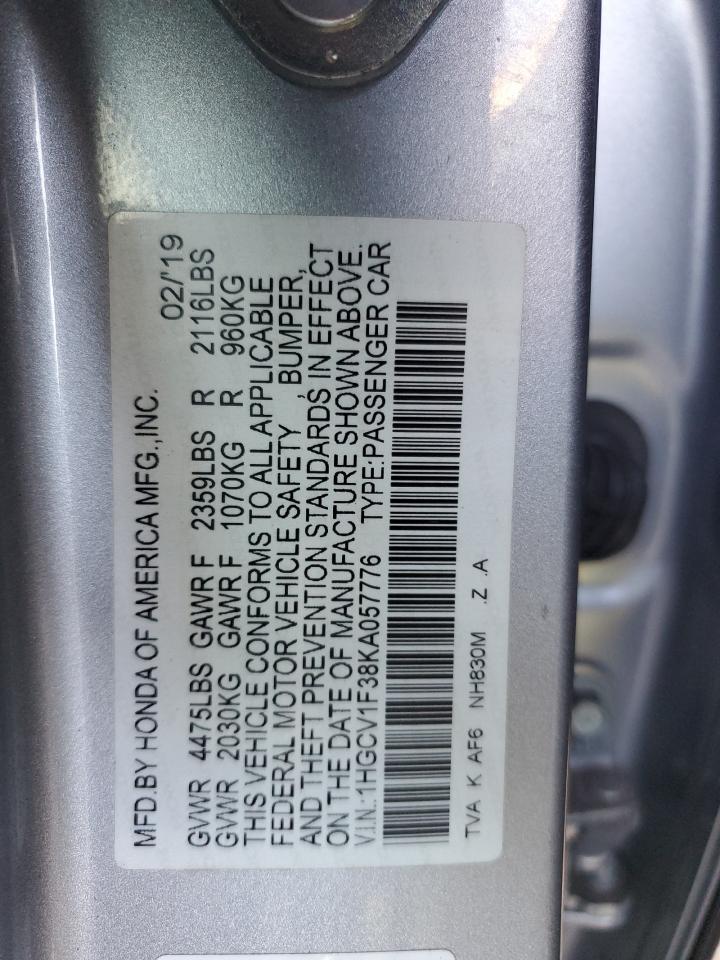 MFD.BY HONDA OF AMERICA MFG.,INC. 02/'19
GVWR 4475LBS GAWR F 2359LBS R 2116LBS
GVWR 2030KG GAWR F 1070KG R 960KG
THIS VEHICLE CONFORMS TO ALL APPLICABLE
FEDERAL MOTOR VEHICLE SAFETY , BUMPER,
AND THEFT PREVENTION STANDARDS IN EFFECT
ON THE DATE OF MANUFACTURE SHOWN ABOVE.
V.I.N.:1HGCV1F38KA057776 TYPE:PASSENGER CAR
TVA K AF6 NH830M .Z .A